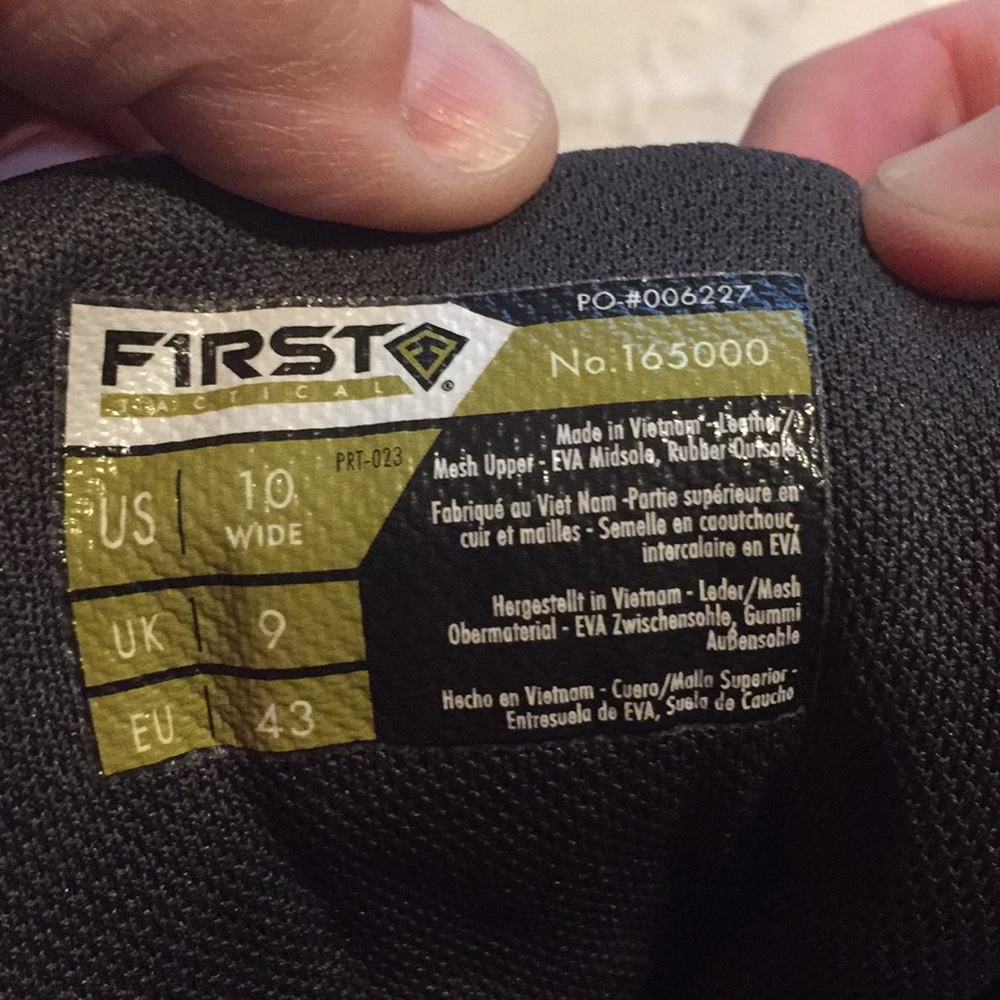 PO-#006227
F1RST
TACTICAL
®
No.165000
PRT-023
US | 10
WIDE
UK | 9
EU | 43
Made in Vietnam -Leather/
Mesh Upper - EVA Midsole, Rubber Outsole
Fabriqué au Viet Nam -Partie supérieure en
cuir et mailles - Semelle en caoutchouc,
intercalaire en EVA
Hergestellt in Vietnam - Leder/Mesh
Obermaterial - EVA Zwischensohle, Gummi
Außensohle
Hecho en Vietnam - Cuero/Malla Superior -
Entresuela de EVA, Suela de Caucho